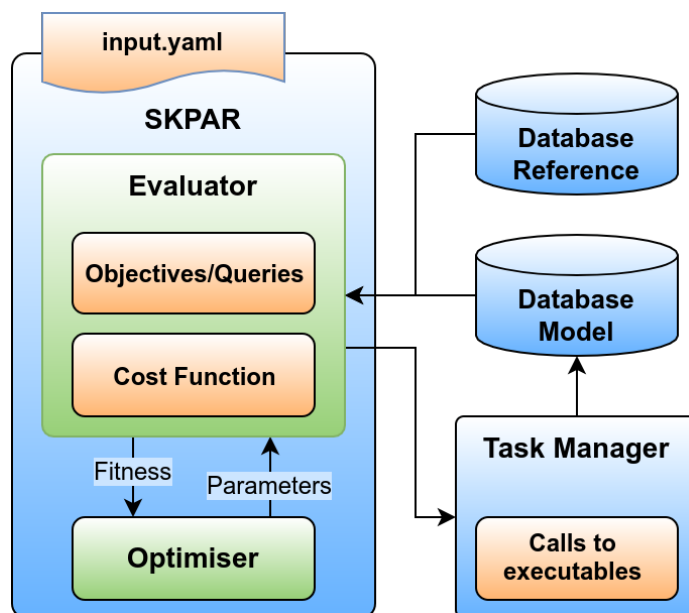 input.yaml
SKPAR
Evaluator
Objectives/Queries
Cost Function
Fitness
Parameters
Optimiser
Database
Reference
Database
Model
Task Manager
Calls to
executables